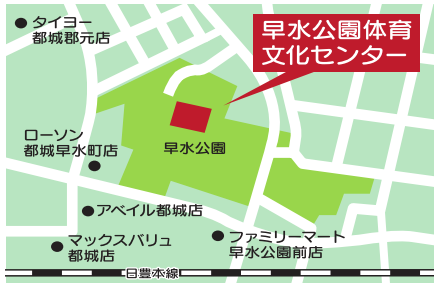 タイヨー
都城郡元店
早水公園体育
文化センター
ローソン
都城早水町店
早水公園
アベイル都城店
マックスバリュ
都城店
ファミリーマート
早水公園前店
日豊本線